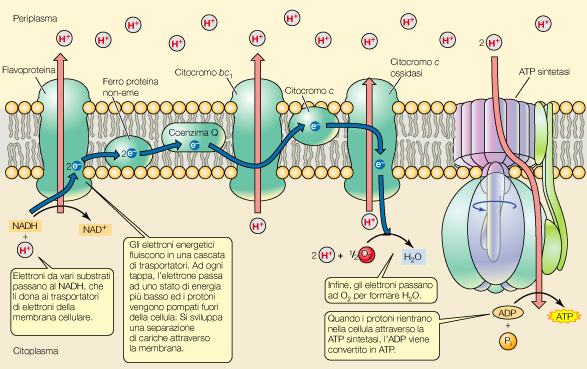 Periplasma
H+ H+ H+ H+ H+ H+ H+ H+ H+ H+
2 H+
Flavoproteina
Ferro proteina
non-eme
Citocromo bc1
Citocromo c
Citocromo c
ossidasi
ATP sintetasi
Coenzima Q
2 e-
2 e-
e-
e-
e-
NADH
+
H+
NAD+
H+
H+
2 H+ + 1/2 O2
H2O
Elettroni da vari substrati
passano al NADH, che
li dona ai trasportatori
di elettroni della
membrana cellulare.
Gli elettroni energetici
fluiscono in una cascata
di trasportatori. Ad ogni
tappa, l'elettrone passa
ad uno stato di energia
più basso ed i protoni
vengono pompati fuori
della cellula. Si sviluppa
una separazione
di cariche attraverso
la membrana.
Infine, gli elettroni passano
ad O2 per formare H2O.
Quando i protoni rientrano
nella cellula attraverso la
ATP sintetasi, l'ADP viene
convertito in ATP.
ADP
+
Pi
ATP
Citoplasma